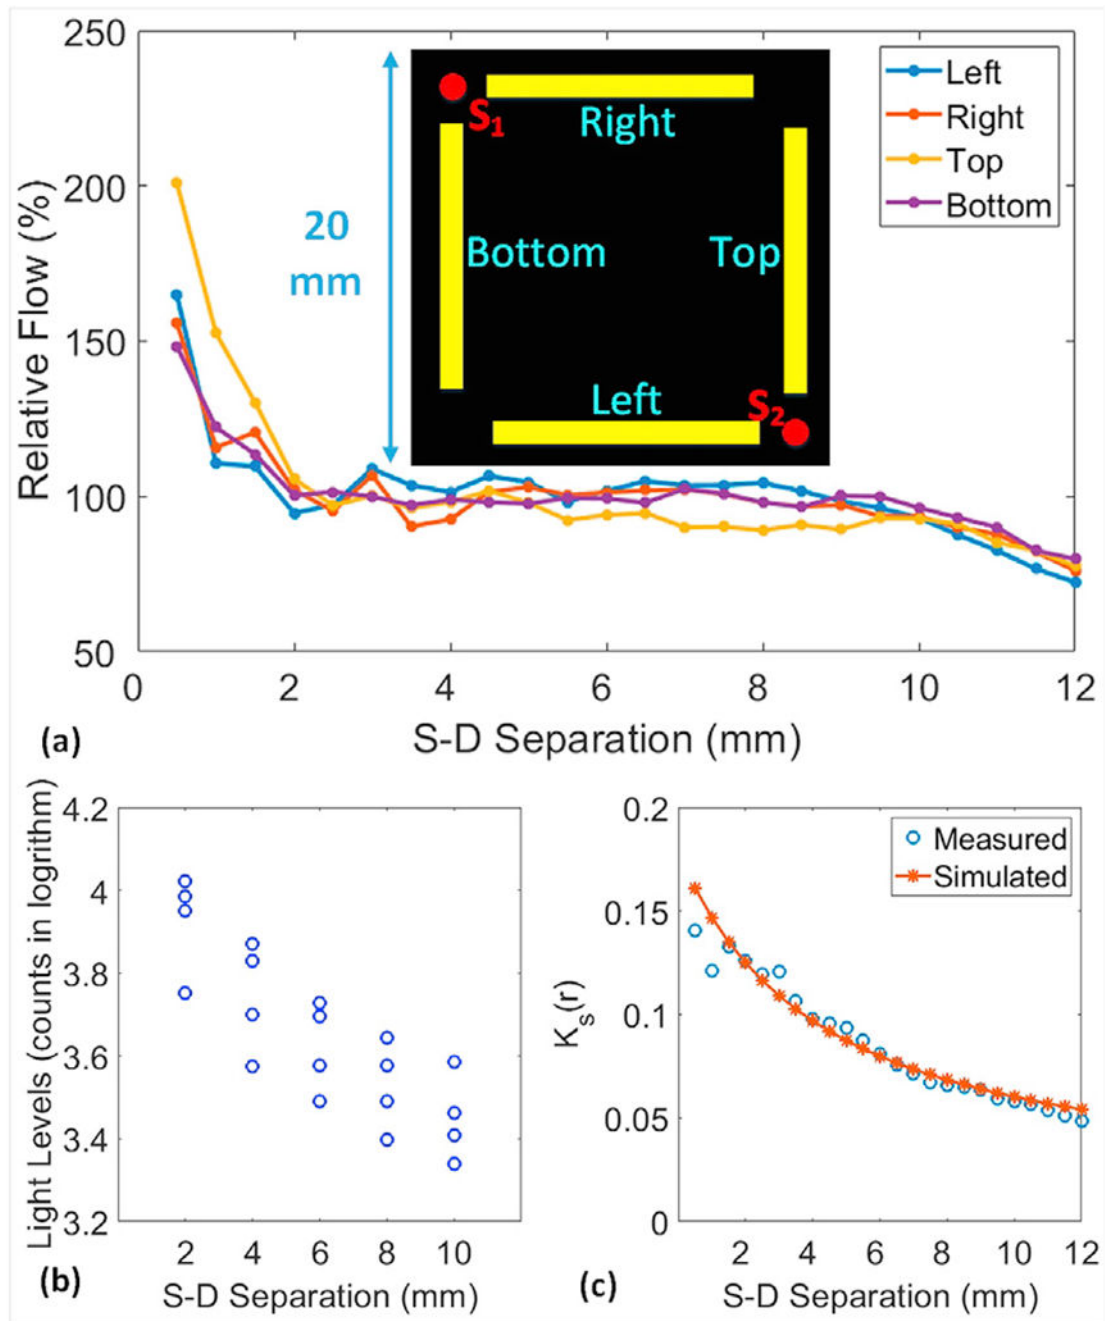 250
200
150
100
50
Relative Flow (%)
20
mm
S1
Right
Bottom
Top
Left
S2
Left
Right
Top
Bottom
0 2 4 6 8 10 12
S-D Separation (mm)
(a)
4.2
4
3.8
3.6
3.4
3.2
Light Levels (counts in logrithm)
2 4 6 8 10
S-D Separation (mm)
(b)
0.2
0.15
0.1
0.05
0
Ks(r)
Measured
Simulated
2 4 6 8 10 12
S-D Separation (mm)
(c)